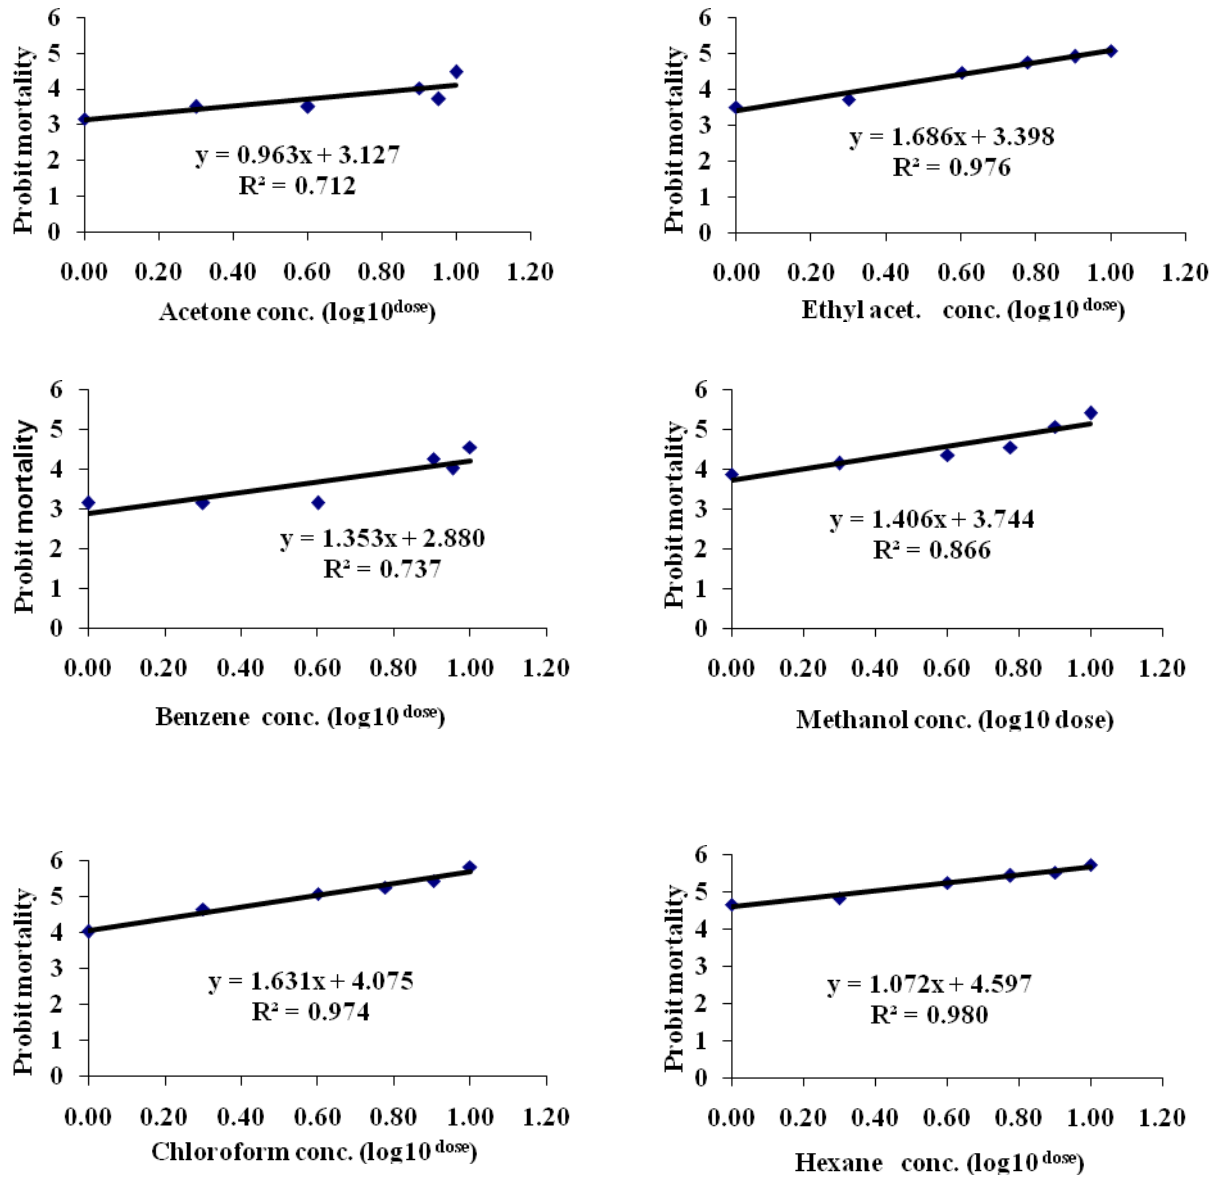 6
5
4
3
2
1
0
Probit mortality
y = 0.963x + 3.127
R² = 0.712
0.00 0.20 0.40 0.60 0.80 1.00 1.20
Acetone conc. (log10 dose)
6
5
4
3
2
1
0
Probit mortality
y = 1.686x + 3.398
R² = 0.976
0.00 0.20 0.40 0.60 0.80 1.00 1.20
Ethyl acet. conc. (log10 dose)
6
5
4
3
2
1
0
Probit mortality
y = 1.353x + 2.880
R² = 0.737
0.00 0.20 0.40 0.60 0.80 1.00 1.20
Benzene conc. (log10 dose)
6
5
4
3
2
1
0
Probit mortality
y = 1.406x + 3.744
R² = 0.866
0.00 0.20 0.40 0.60 0.80 1.00 1.20
Methanol conc. (log10 dose)
6
5
4
3
2
1
0
Probit mortality
y = 1.631x + 4.075
R² = 0.974
0.00 0.20 0.40 0.60 0.80 1.00 1.20
Chloroform conc. (log10 dose)
6
5
4
3
2
1
0
Probit mortality
y = 1.072x + 4.597
R² = 0.980
0.00 0.20 0.40 0.60 0.80 1.00 1.20
Hexane conc. (log10 dose)